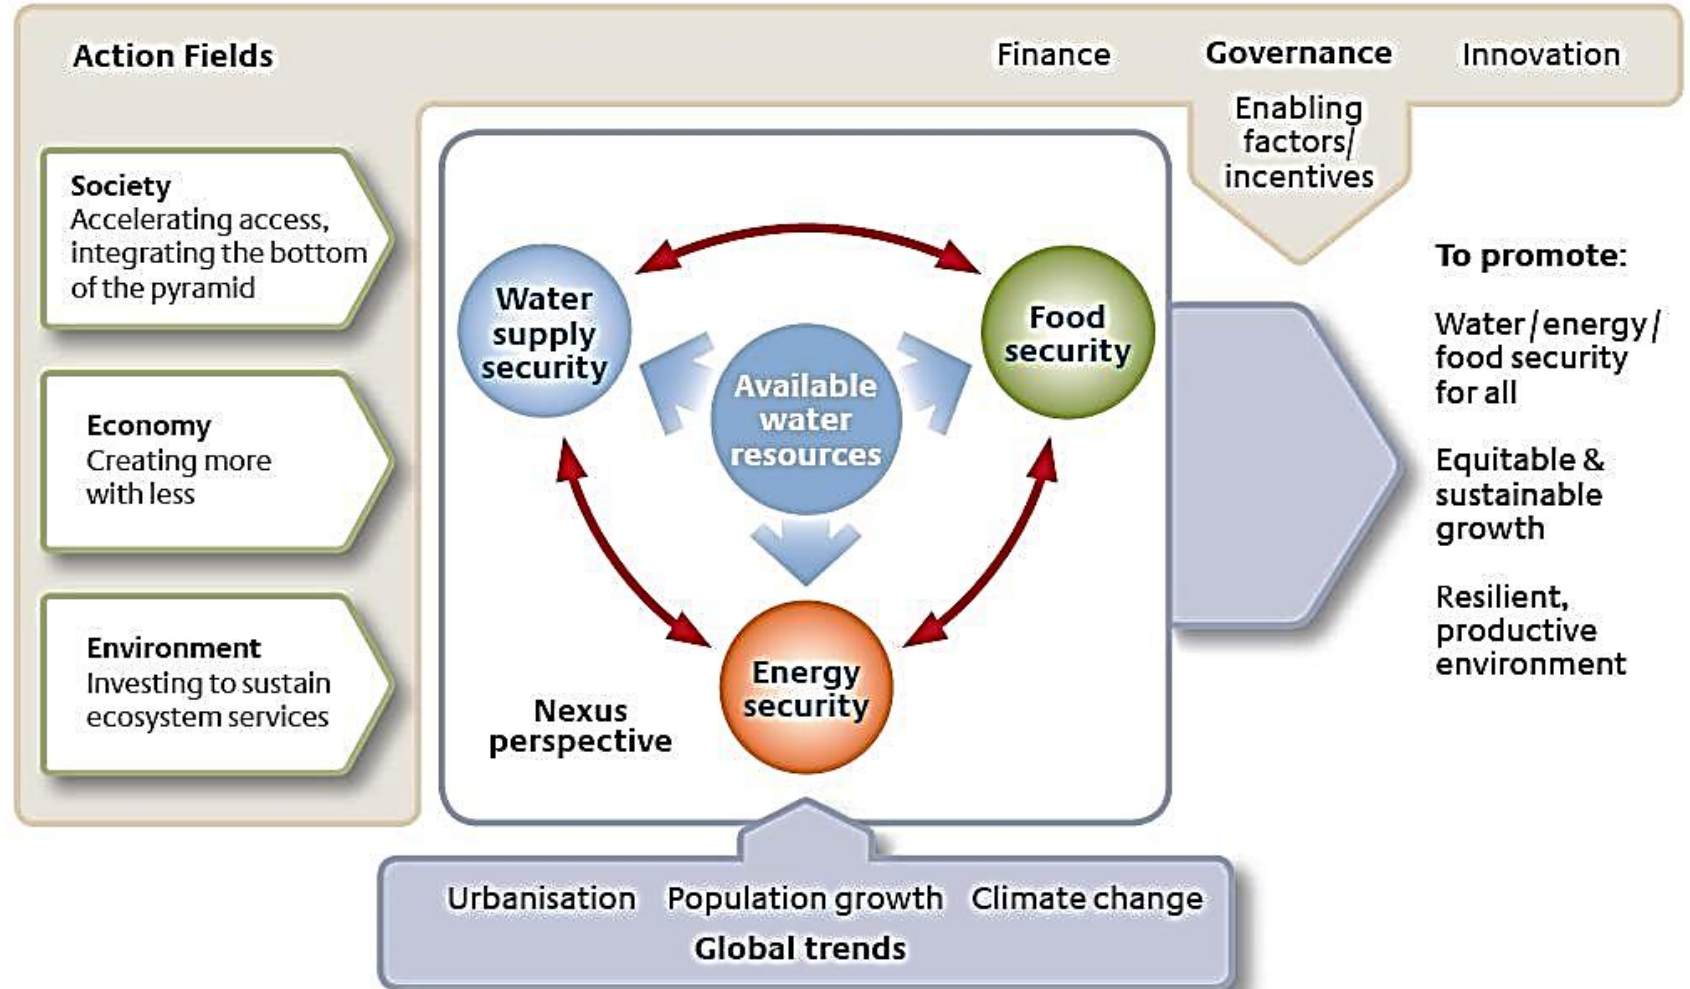 Action Fields
Finance
Governance
Innovation
Enabling
factors/
incentives
Society
Accelerating access,
integrating the bottom
of the pyramid
Economy
Creating more
with less
Environment
Investing to sustain
ecosystem services
Water
supply
security
Food
security
Available
water
resources
Energy
security
Nexus
perspective
To promote:
Water/energy/
food security
for all
Equitable &
sustainable
growth
Resilient,
productive
environment
Urbanisation
Population growth
Climate change
Global trends